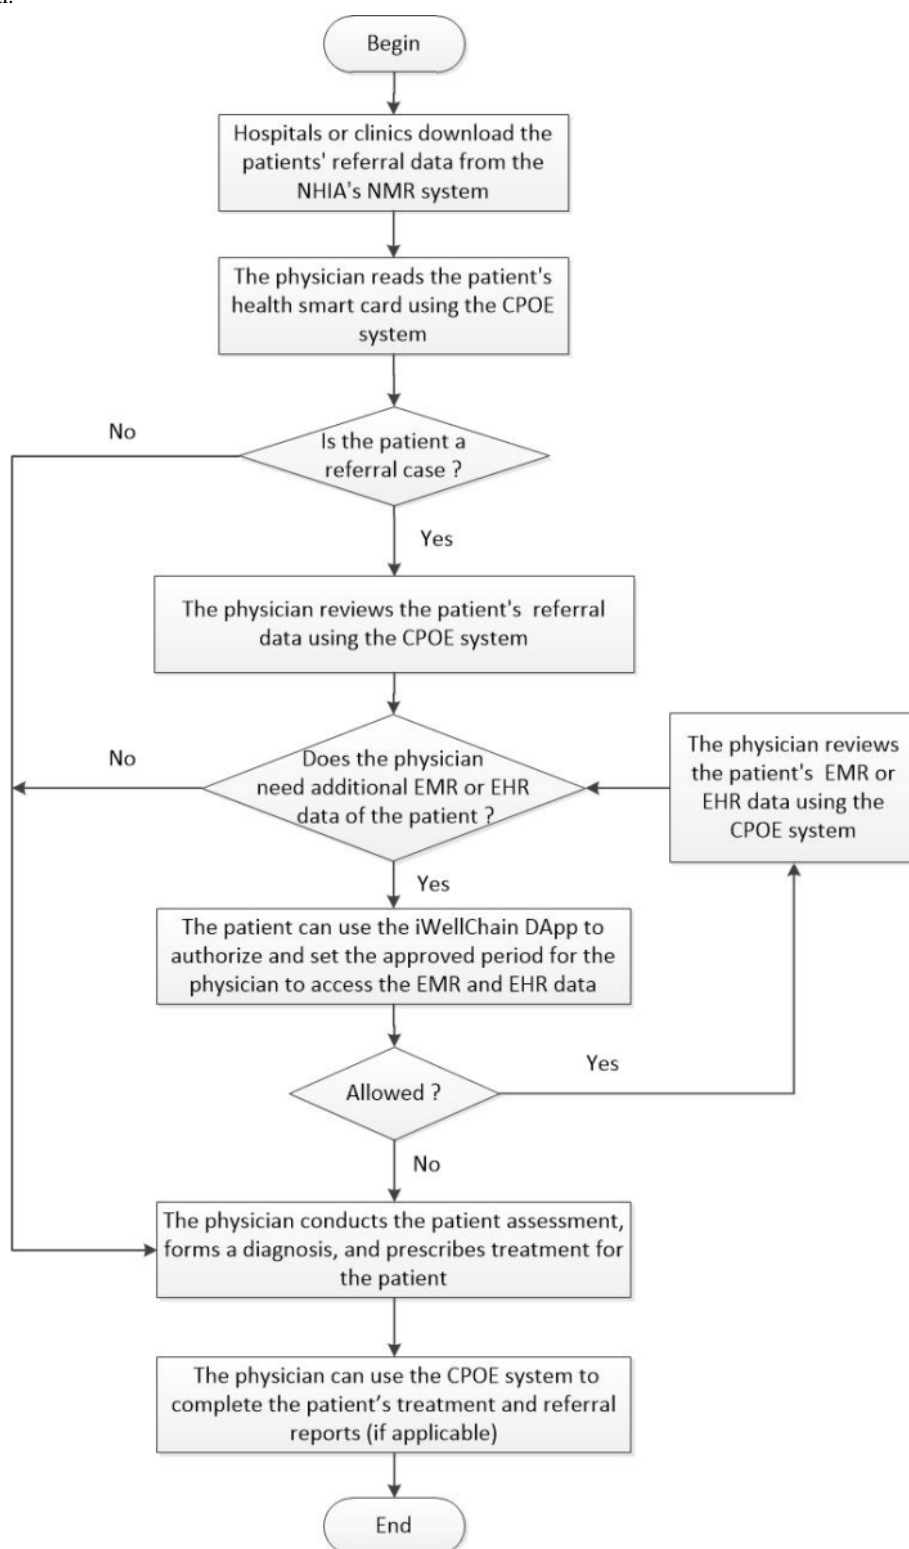 Begin
Hospitals or clinics download the
patients' referral data from the
NHIA's NMR system
The physician reads the patient's
health smart card using the CPOE
system
No
Is the patient a
referral case ?
Yes
The physician reviews the patient's referral
data using the CPOE system
No
Does the physician
need additional EMR or EHR
data of the patient ?
The physician reviews
the patient's EMR or
EHR data using the
CPOE system
Yes
The patient can use the iWellChain DApp to
authorize and set the approved period for the
physician to access the EMR and EHR data
Allowed ?
Yes
No
The physician conducts the patient assessment,
forms a diagnosis, and prescribes treatment for
the patient
The physician can use the CPOE system to
complete the patient’s treatment and referral
reports (if applicable)
End